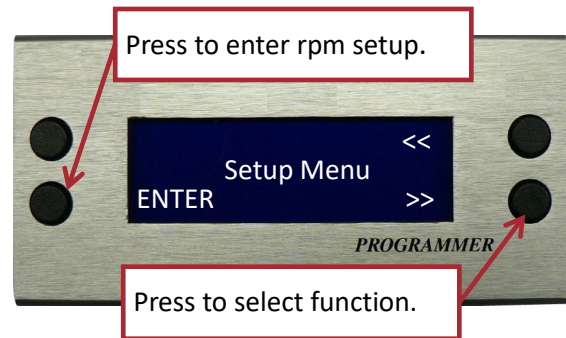 Press to enter rpm setup.
<<
Setup Menu
ENTER >>
PROGRAMMER
Press to select function.